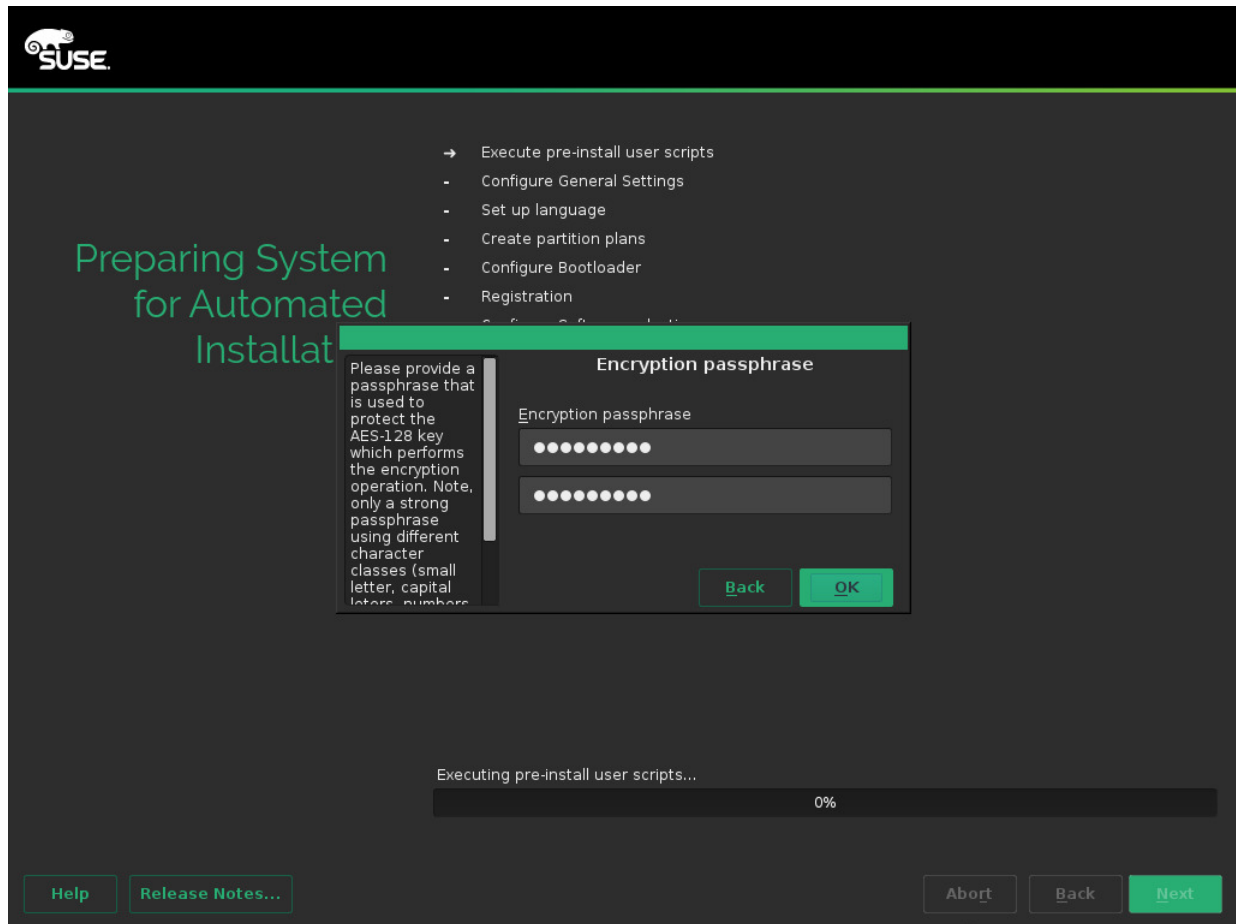 SUSE.
Preparing System
for Automated
Installat
→ Execute pre-install user scripts
- Configure General Settings
- Set up language
- Create partition plans
- Configure Bootloader
- Registration
Please provide a
passphrase that
is used to
protect the
AES-128 key
which performs
the encryption
operation. Note,
only a strong
passphrase
using different
character
classes (small
letter, capital
leters, numbers
Encryption passphrase
Encryption passphrase
●●●●●●●●●
●●●●●●●●●
Back
OK
Executing pre-install user scripts...
0%
Help
Release Notes...
Abort
Back
Next